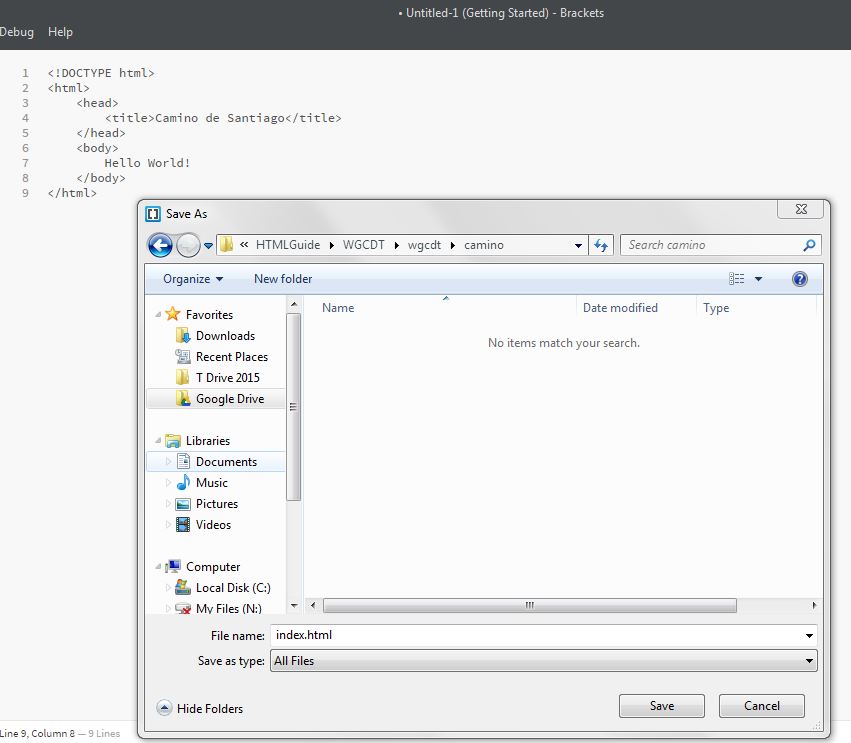 • Untitled-1 (Getting Started) - Brackets
Debug Help
1 <!DOCTYPE html>
2 <html>
3 <head>
4 <title>Camino de Santiago</title>
5 </head>
6 <body>
7 Hello World!
8 </body>
9 </html>
Save As
« HTMLGuide WGCDT wgcdt camino
Search camino
Organize New folder
Name Date modified Type
No items match your search.
Favorites
Downloads
Recent Places
T Drive 2015
Google Drive
Libraries
Documents
Music
Pictures
Videos
Computer
Local Disk (C:)
My Files (N:)
File name: index.html
Save as type: All Files
Hide Folders
Save Camcel
Line 9, Column 8 — 9 Lines